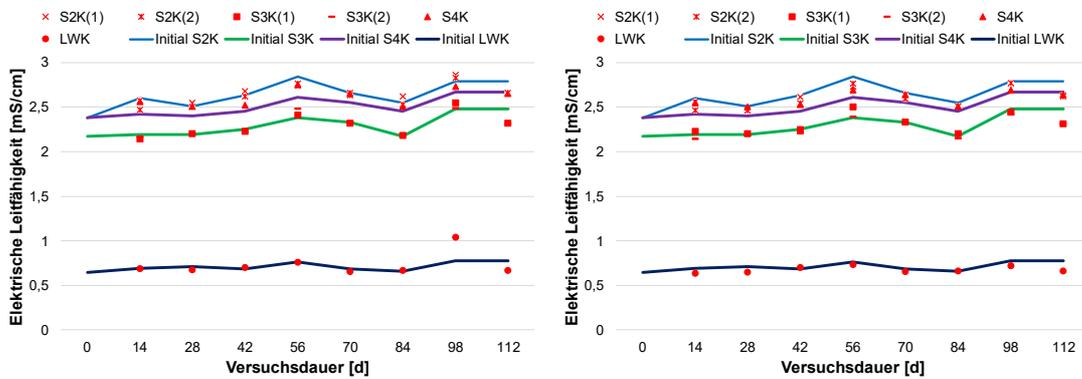 S2K(1) S2K(2) S3K(1) S3K(2) S4K
LWK Initial S2K Initial S3K Initial S4K Initial LWK
Elektrische Leitfähigkeit [mS/cm]
3
2,5
2
1,5
1
0,5
0
0 14 28 42 56 70 84 98 112
Versuchsdauer [d]
S2K(1) S2K(2) S3K(1) S3K(2) S4K
LWK Initial S2K Initial S3K Initial S4K Initial LWK
Elektrische Leitfähigkeit [mS/cm]
3
2,5
2
1,5
1
0,5
0
0 14 28 42 56 70 84 98 112
Versuchsdauer [d]